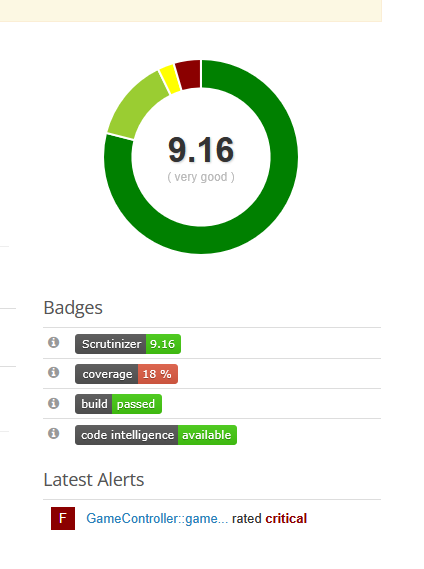 9.16
( very good )
Badges
Scrutinizer 9.16
coverage 18 %
build passed
code intelligence available
Latest Alerts
F GameController::game... rated critical